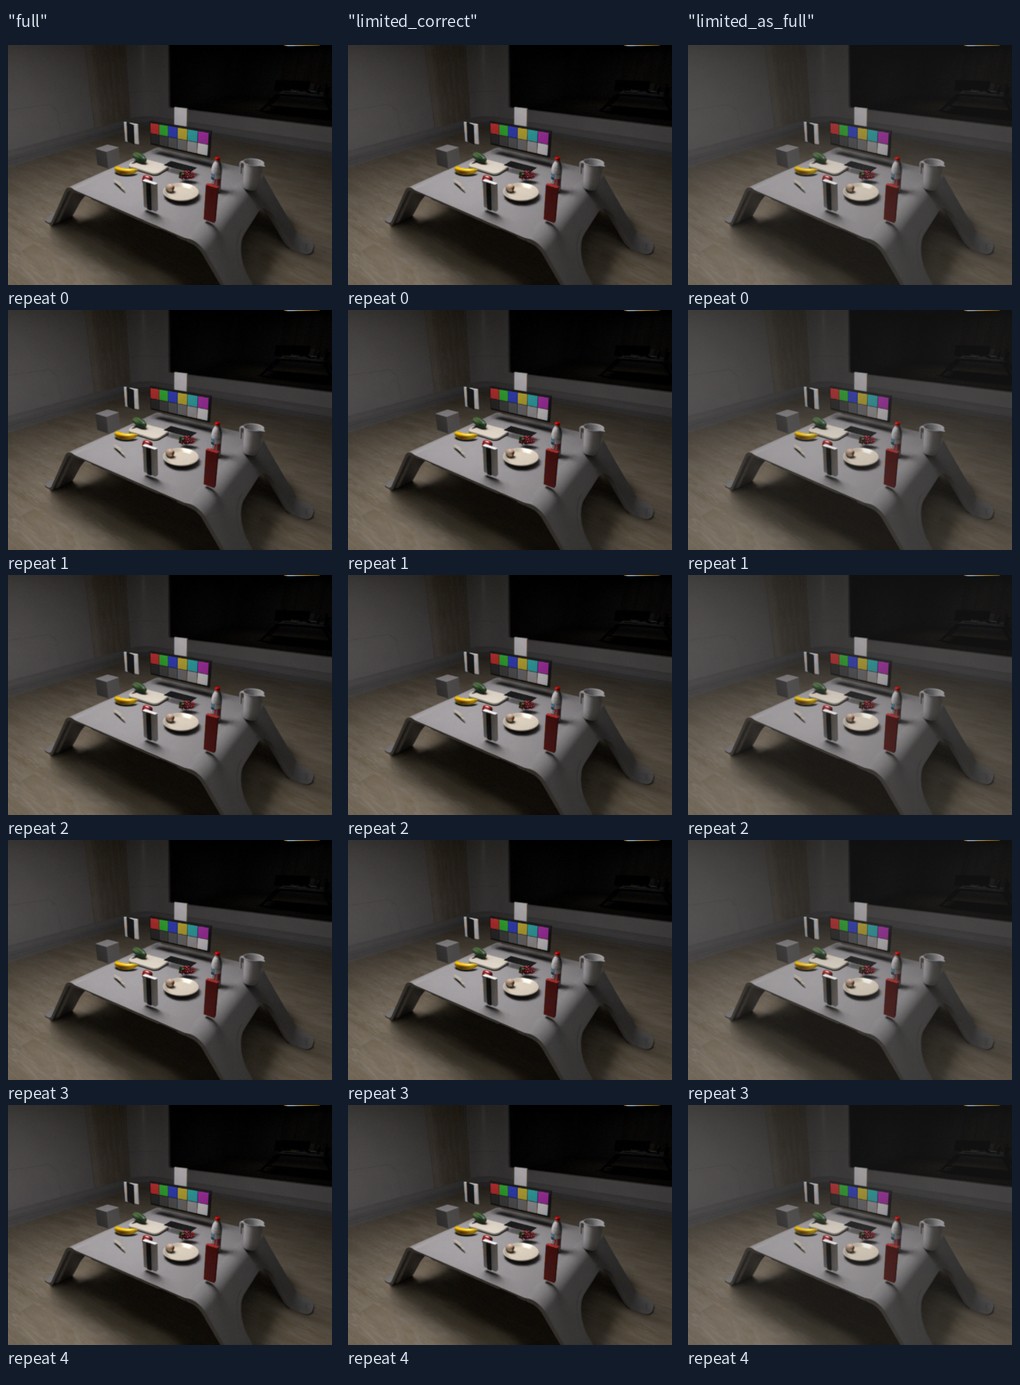 "full" "limited_correct" "limited_as_full"
repeat 0 repeat 0 repeat 0
repeat 1 repeat 1 repeat 1
repeat 2 repeat 2 repeat 2
repeat 3 repeat 3 repeat 3
repeat 4 repeat 4 repeat 4